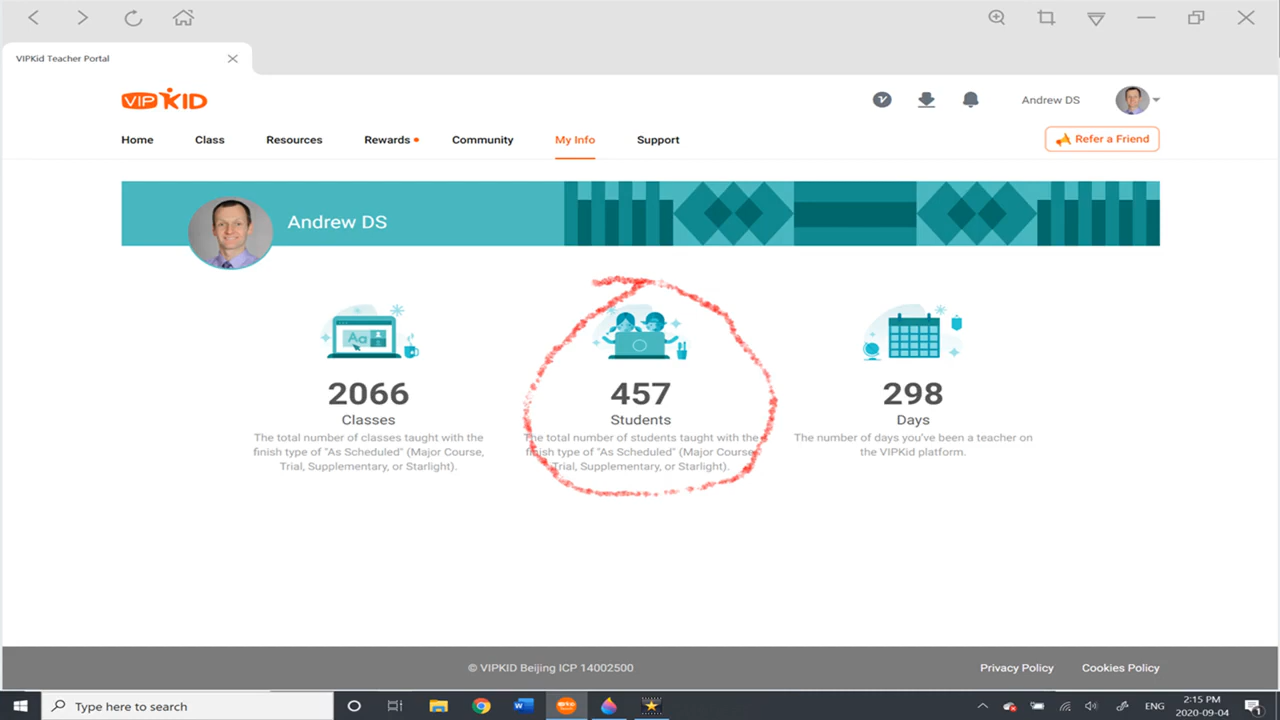 VIPKid Teacher Portal
VIPKID
Andrew DS
Home Class Resources Rewards Community My Info Support
Refer a Friend
Andrew DS
Aa
2066
Classes
The total number of classes taught with the
finish type of "As Scheduled" (Major Course,
Trial, Supplementary, or Starlight).
457
Students
The total number of students taught with the
finish type of "As Scheduled" (Major Course,
Trial, Supplementary, or Starlight).
298
Days
The number of days you've been a teacher on
the VIPKid platform.
© VIPKID Beijing ICP 14002500
Privacy Policy Cookies Policy
Type here to search
ENG
2:15 PM
2020-09-04